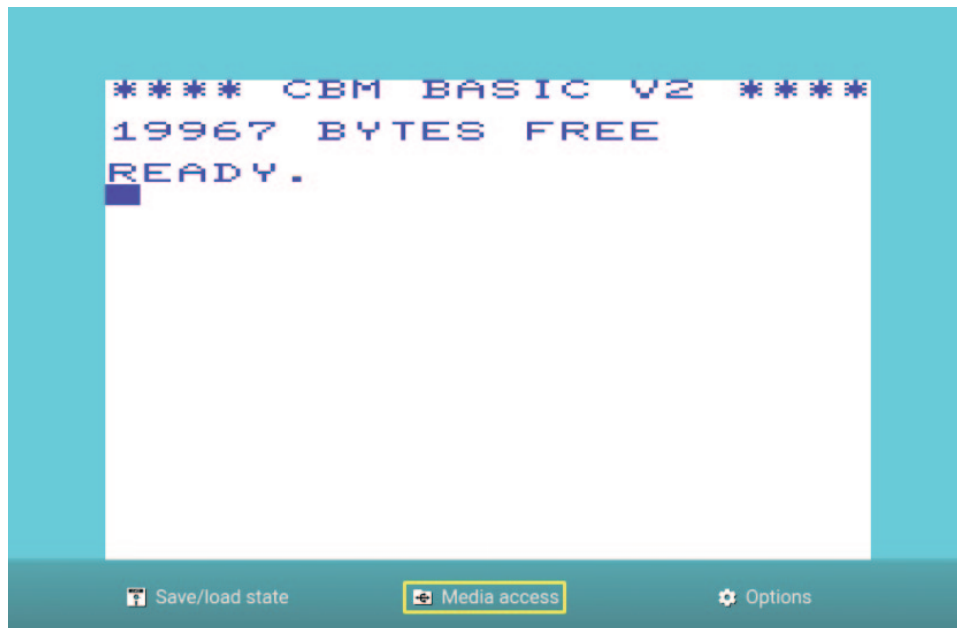 **** CBM BASIC V2 ****
19967 BYTES FREE
READY.
Save/load state
Media access
Options